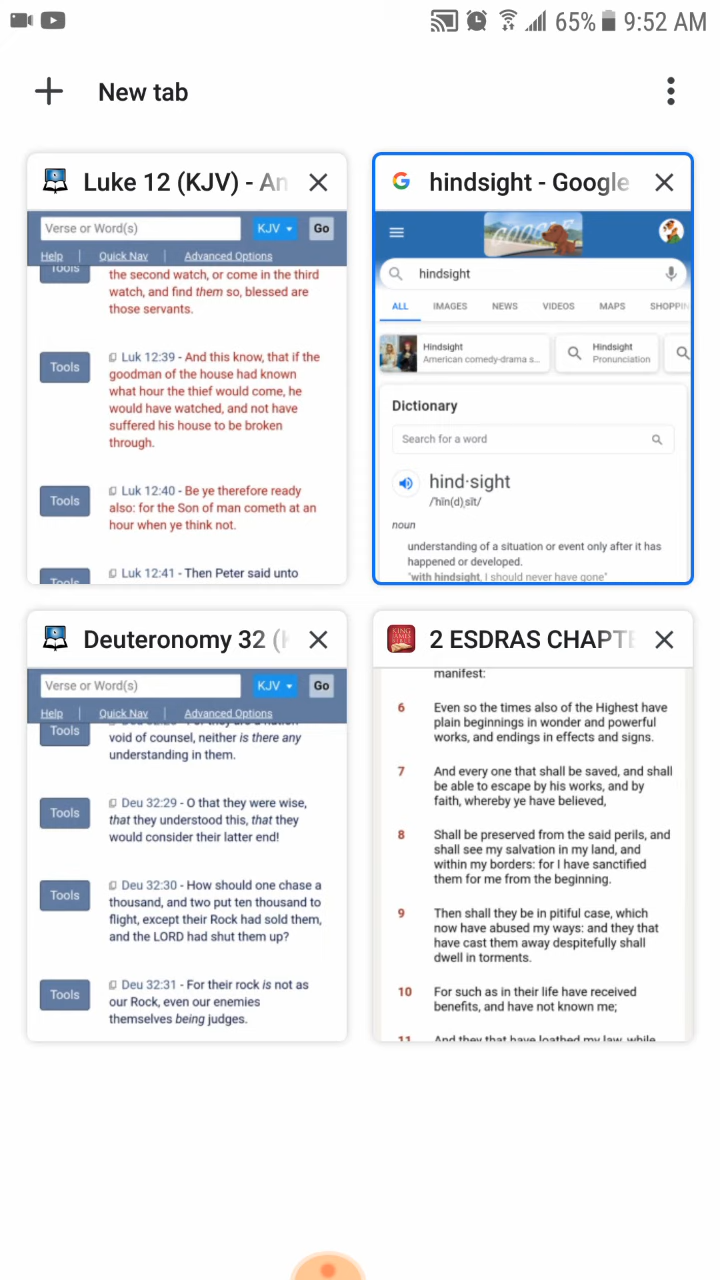 65% 9:52 AM
New tab
Luke 12 (KJV) - An
Verse or Word(s) KJV Go
Help | Quick Nav | Advanced Options
Tools
the second watch, or come in the third
watch, and find them so, blessed are
those servants.
Tools
Luk 12:39 - And this know, that if the
goodman of the house had known
what hour the thief would come, he
would have watched, and not have
suffered his house to be broken
through.
Tools
Luk 12:40 - Be ye therefore ready
also: for the Son of man cometh at an
hour when ye think not.
Tools
Luk 12:41 - Then Peter said unto
hindsight - Google
GOOGLE
hindsight
ALL IMAGES NEWS VIDEOS MAPS SHOPPIN
Hindsight
American comedy-drama s...
Hindsight
Pronunciation
Dictionary
Search for a word
hind·sight
/ˈhīn(d)ˌsīt/
noun
understanding of a situation or event only after it has
happened or developed.
"with hindsight, I should never have gone"
Deuteronomy 32 (
Verse or Word(s) KJV Go
Help | Quick Nav | Advanced Options
Tools
void of counsel, neither is there any
understanding in them.
Tools
Deu 32:29 - O that they were wise,
that they understood this, that they
would consider their latter end!
Tools
Deu 32:30 - How should one chase a
thousand, and two put ten thousand to
flight, except their Rock had sold them,
and the LORD had shut them up?
Tools
Deu 32:31 - For their rock is not as
our Rock, even our enemies
themselves being judges.
KING JAMES BIBLE
2 ESDRAS CHAPTE
manifest:
6 Even so the times also of the Highest have
plain beginnings in wonder and powerful
works, and endings in effects and signs.
7 And every one that shall be saved, and shall
be able to escape by his works, and by
faith, whereby ye have believed,
8 Shall be preserved from the said perils, and
shall see my salvation in my land, and
within my borders: for I have sanctified
them for me from the beginning.
9 Then shall they be in pitiful case, which
now have abused my ways: and they that
have cast them away despitefully shall
dwell in torments.
10 For such as in their life have received
benefits, and have not known me;
11 And they that have loathed my law, while